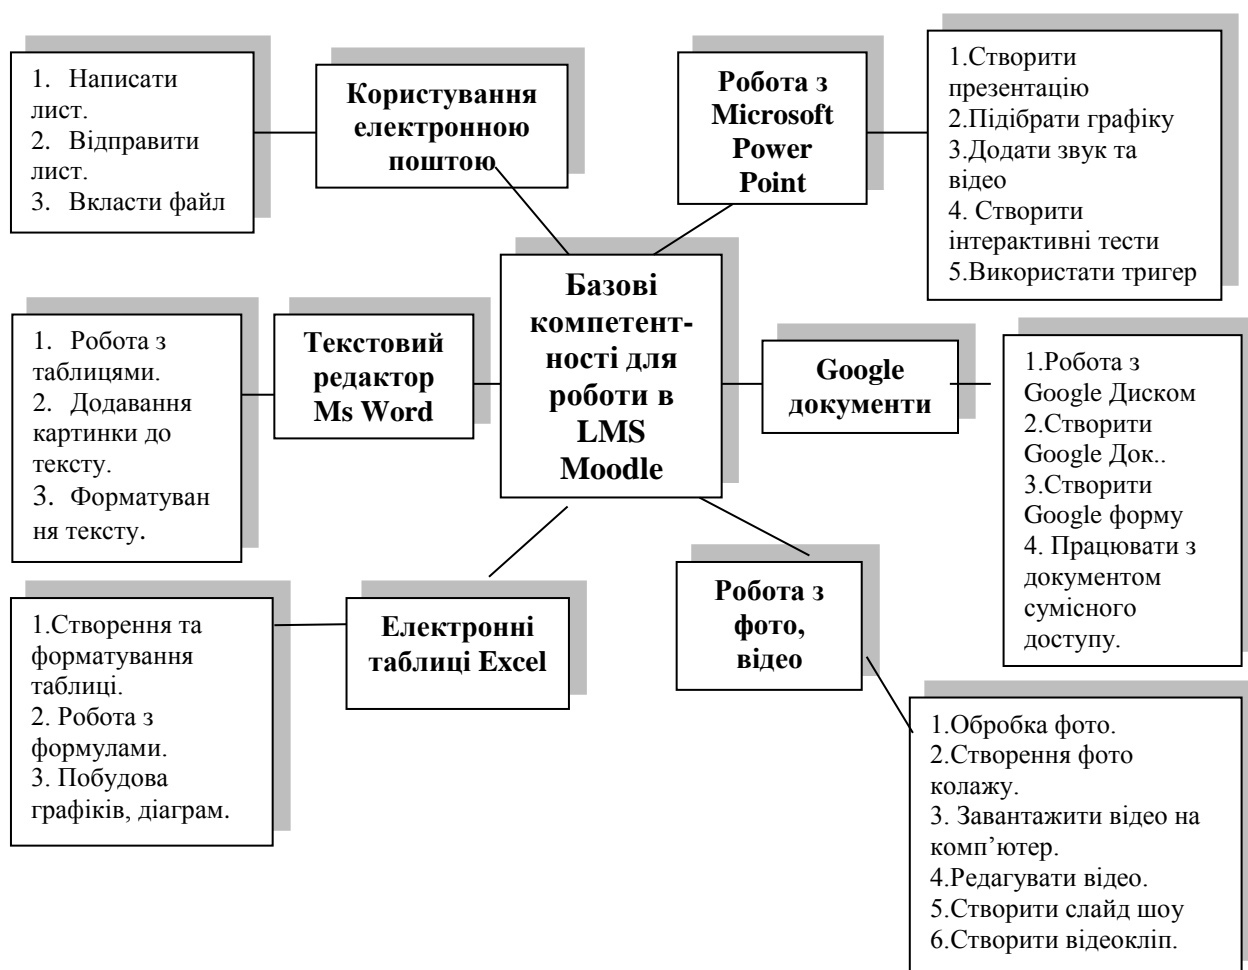 1. Написати
лист.
2. Відправити
лист.
3. Вкласти файл
Користування
електронною
поштою
Робота з
Microsoft
Power
Point
1.Створити
презентацію
2.Підібрати графіку
3.Додати звук та
відео
4. Створити
інтерактивні тести
5.Використати тригер
Базові
компетент-
ності для
роботи в
LMS
Moodle
1. Робота з
таблицями.
2. Додавання
картинки до
тексту.
3. Форматуван
ня тексту.
Текстовий
редактор
Ms Word
Google
документи
1.Робота з
Google Диском
2.Створити
Google Док..
3.Створити
Google форму
4. Працювати з
документом
сумісного
доступу.
1.Створення та
форматування
таблиці.
2. Робота з
формулами.
3. Побудова
графіків, діаграм.
Електронні
таблиці Excel
Робота з
фото,
відео
1.Обробка фото.
2.Створення фото
колажу.
3. Завантажити відео на
комп’ютер.
4.Редагувати відео.
5.Створити слайд шоу
6.Створити відеокліп.